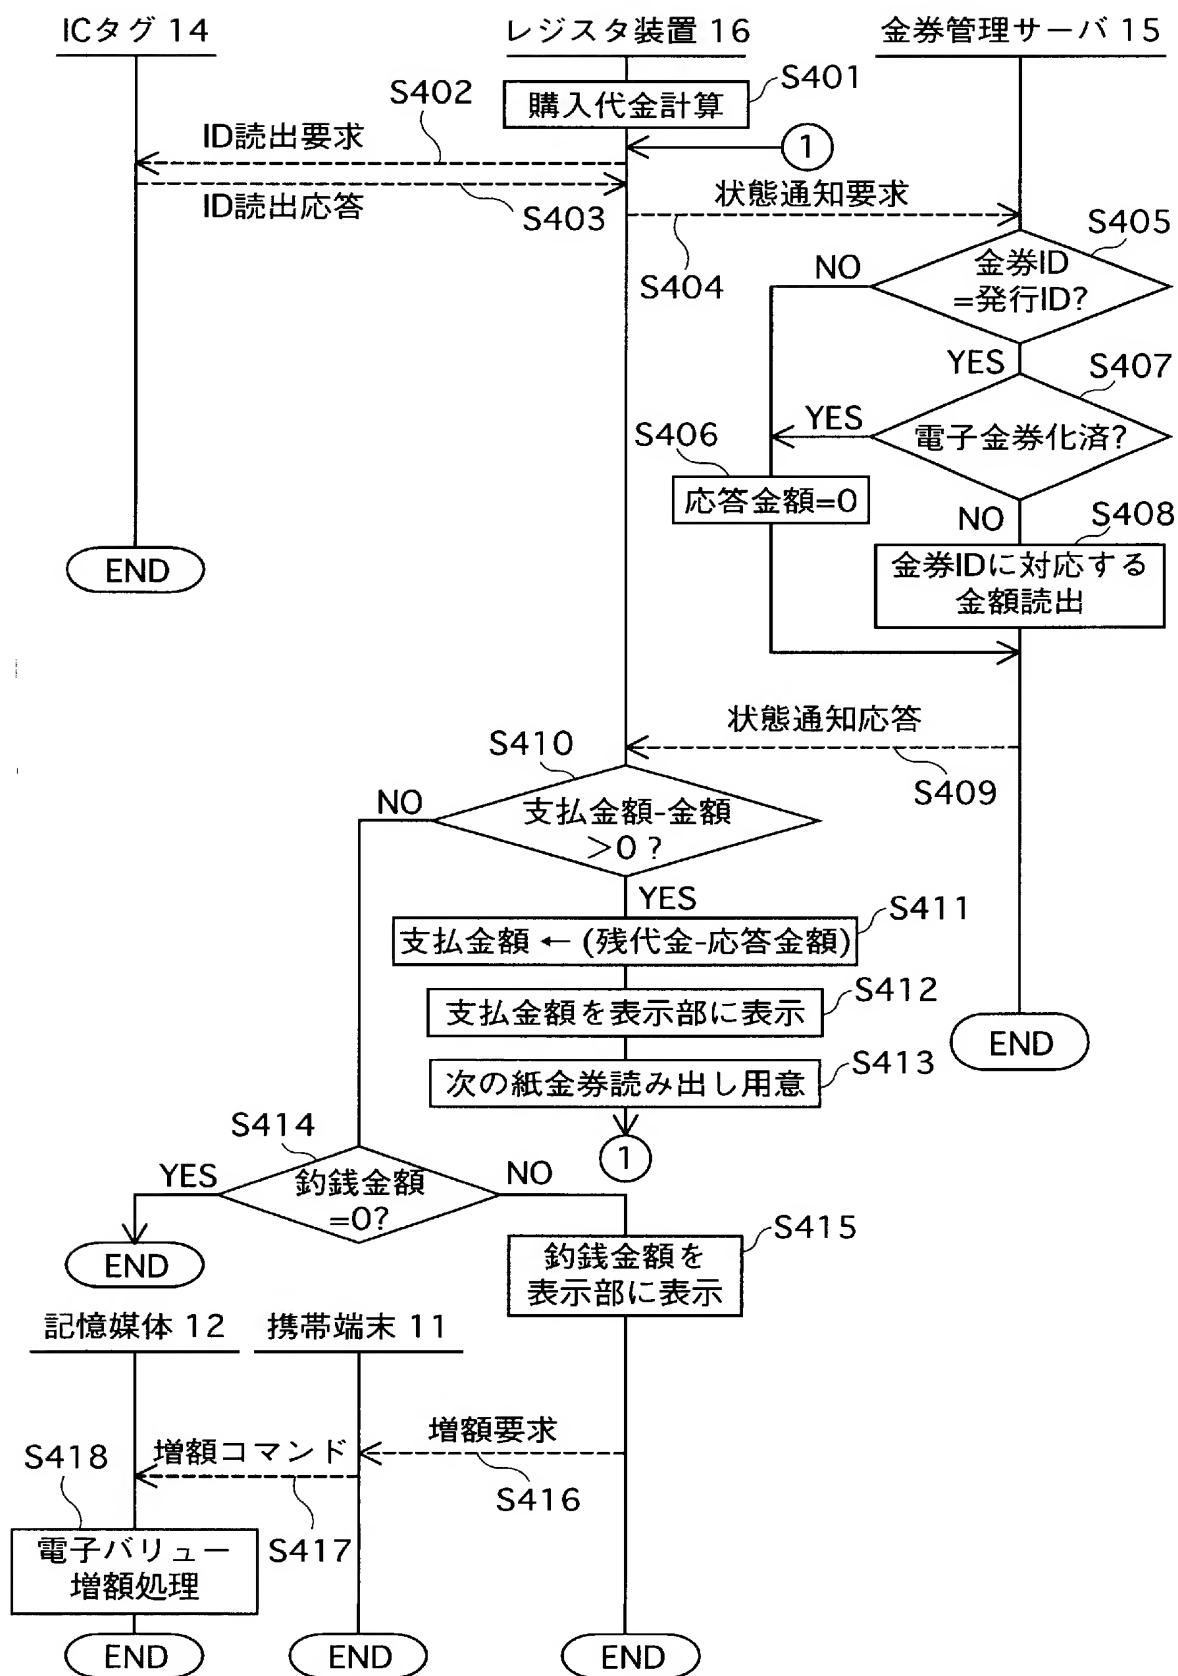 ICタグ 14
レジスタ装置 16
金券管理サーバ 15
S401
購入代金計算
S402
ID読出要求
1
ID読出応答
S403
状態通知要求
S404
S405
金券ID
=発行ID?
NO
YES
S407
電子金券化済?
YES
S406
応答金額=0
NO
S408
金券IDに対応する
金額読出
END
状態通知応答
S409
S410
支払金額-金額
>0 ?
NO
YES
S411
支払金額 ← (残代金-応答金額)
S412
支払金額を表示部に表示
END
S413
次の紙金券読み出し用意
1
S414
釣銭金額
=0?
YES
NO
END
S415
釣銭金額を
表示部に表示
記憶媒体 12
携帯端末 11
増額要求
S416
増額コマンド
S417
S418
電子バリュー
増額処理
END
END
END